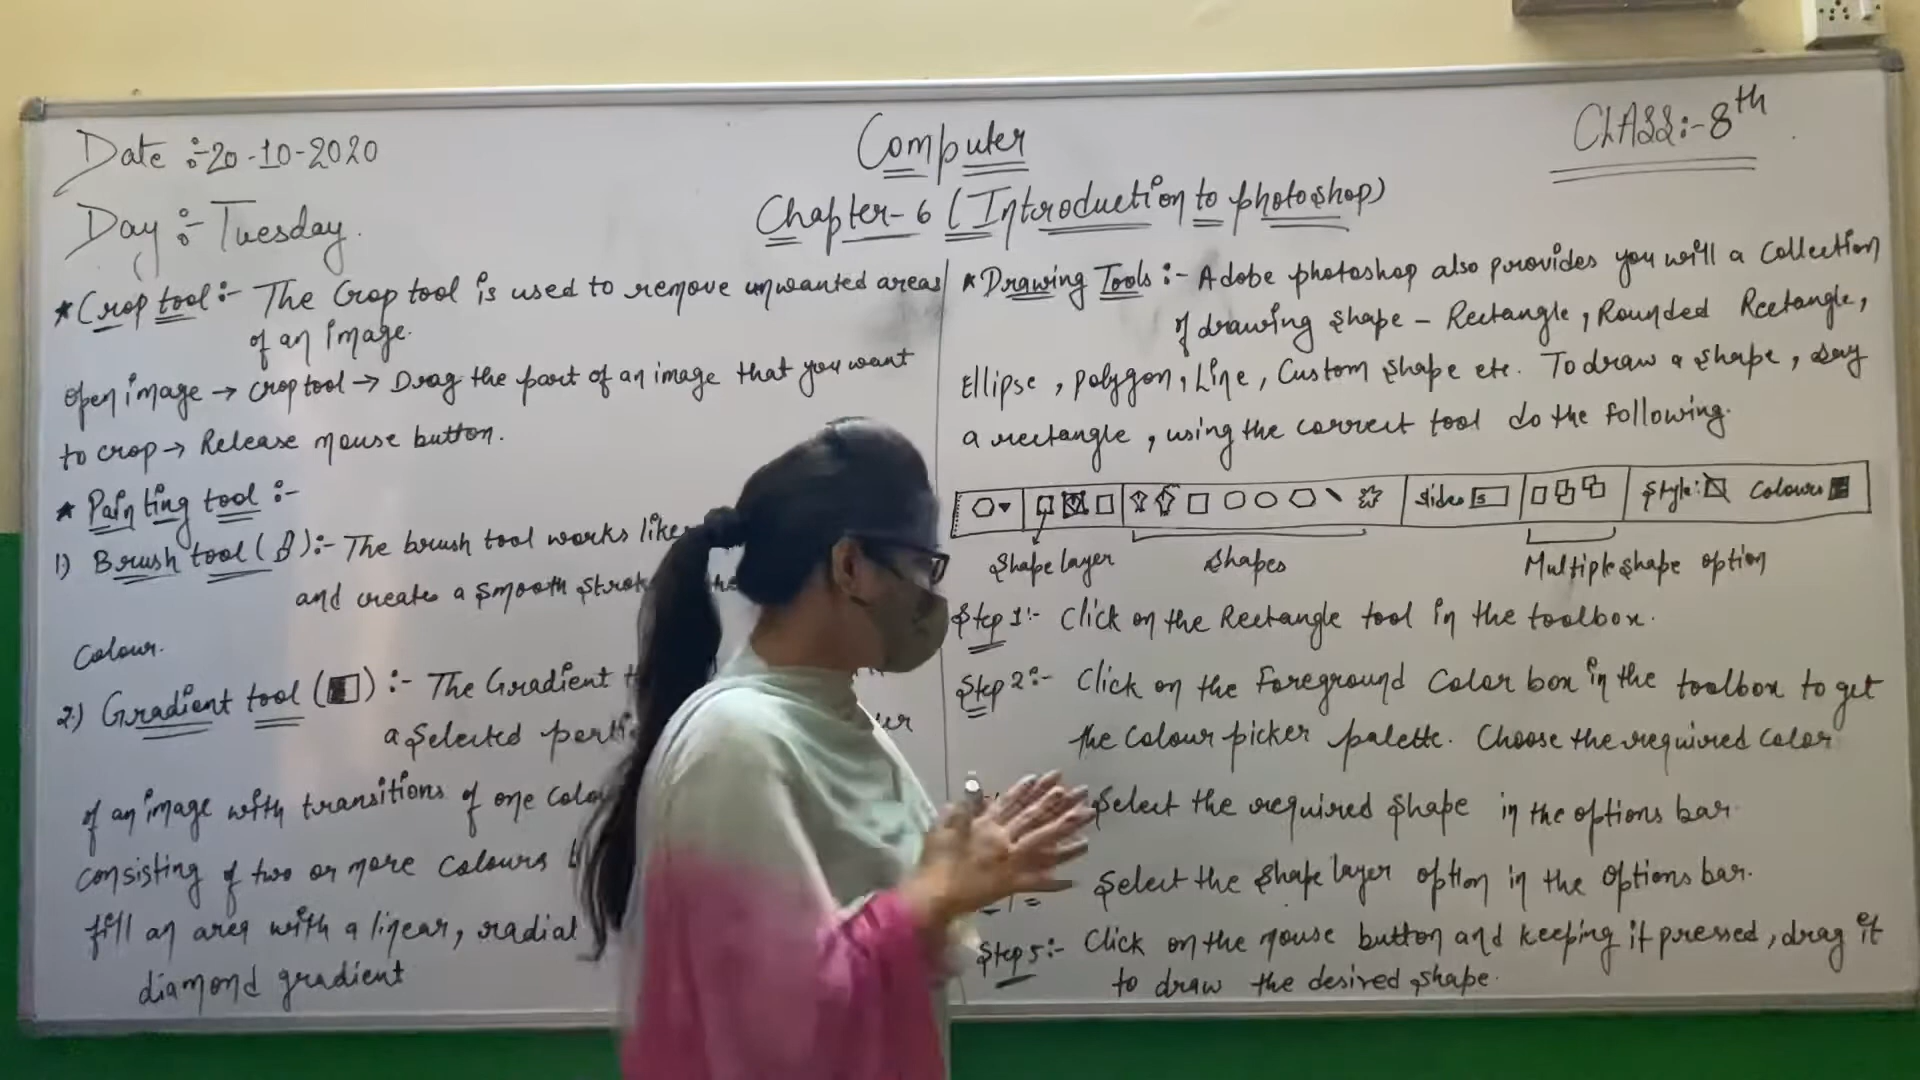 Date :- 20-10-2020
Day :- Tuesday.
Computer
Chapter-6 (Introduction to photoshop)
CLASS:-8th
* Crop tool :- The Crop tool is used to remove unwanted areas
of an image.
open image → crop tool → Drag the part of an image that you want
to crop → Release mouse button.
* Painting tool :-
1) Brush tool ( ) :- The brush tool works like
and creates a smooth
Colour.
2.) Gradient tool ( ) :- The Gradient
a selected
of an image with transitions of one
consisting of two or more colours
fill an area with a linear, radial
diamond gradient
* Drawing Tools :- Adobe photoshop also provides you will a Collection
of drawing shape - Rectangle, Rounded Rectangle,
Ellipse, polygon, Line, Custom shape etc. To draw a shape, say
a rectangle, using the correct tool do the following.
Sides 5 Style: Colour
Shape layer Shapes Multiple shape option
Step 1:- Click on the Rectangle tool in the toolbox.
Step 2:- Click on the Foreground Color box in the toolbox to get
the Colour picker palette. Choose the required color
Select the required shape in the options bar.
Select the shape layer option in the options bar.
Step 5:- Click on the mouse button and keeping it pressed, drag it
to draw the desired shape.